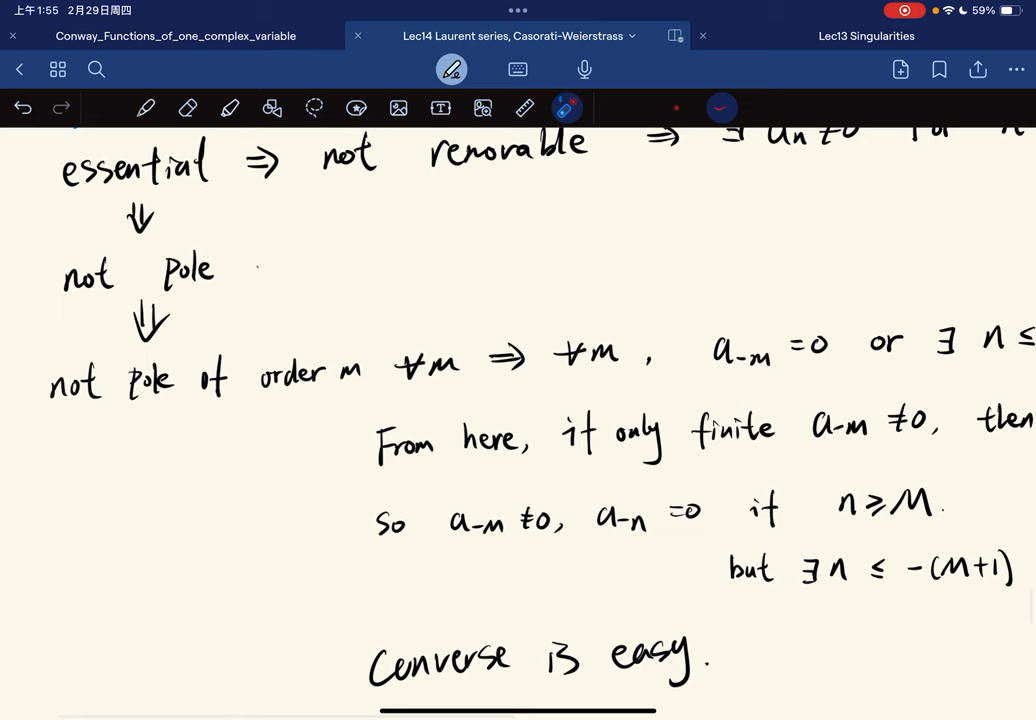 上午1:55 2月29日周四
59%
Conway_Functions_of_one_complex_variable
Lec14 Laurent series, Casorati-Weierstrass
Lec13 Singularities
essential ⇒ not removable ⇒ ∃ an ≠0 for n
⇓
not pole
⇓
not pole of order m ∀m ⇒ ∀m, a-m =0 or ∃ n ≤
From here, if only finite a-m ≠0, then
so a-M ≠0, a-n =0 if n ≥ M.
but ∃ n ≤ -(M+1)
Converse is easy.